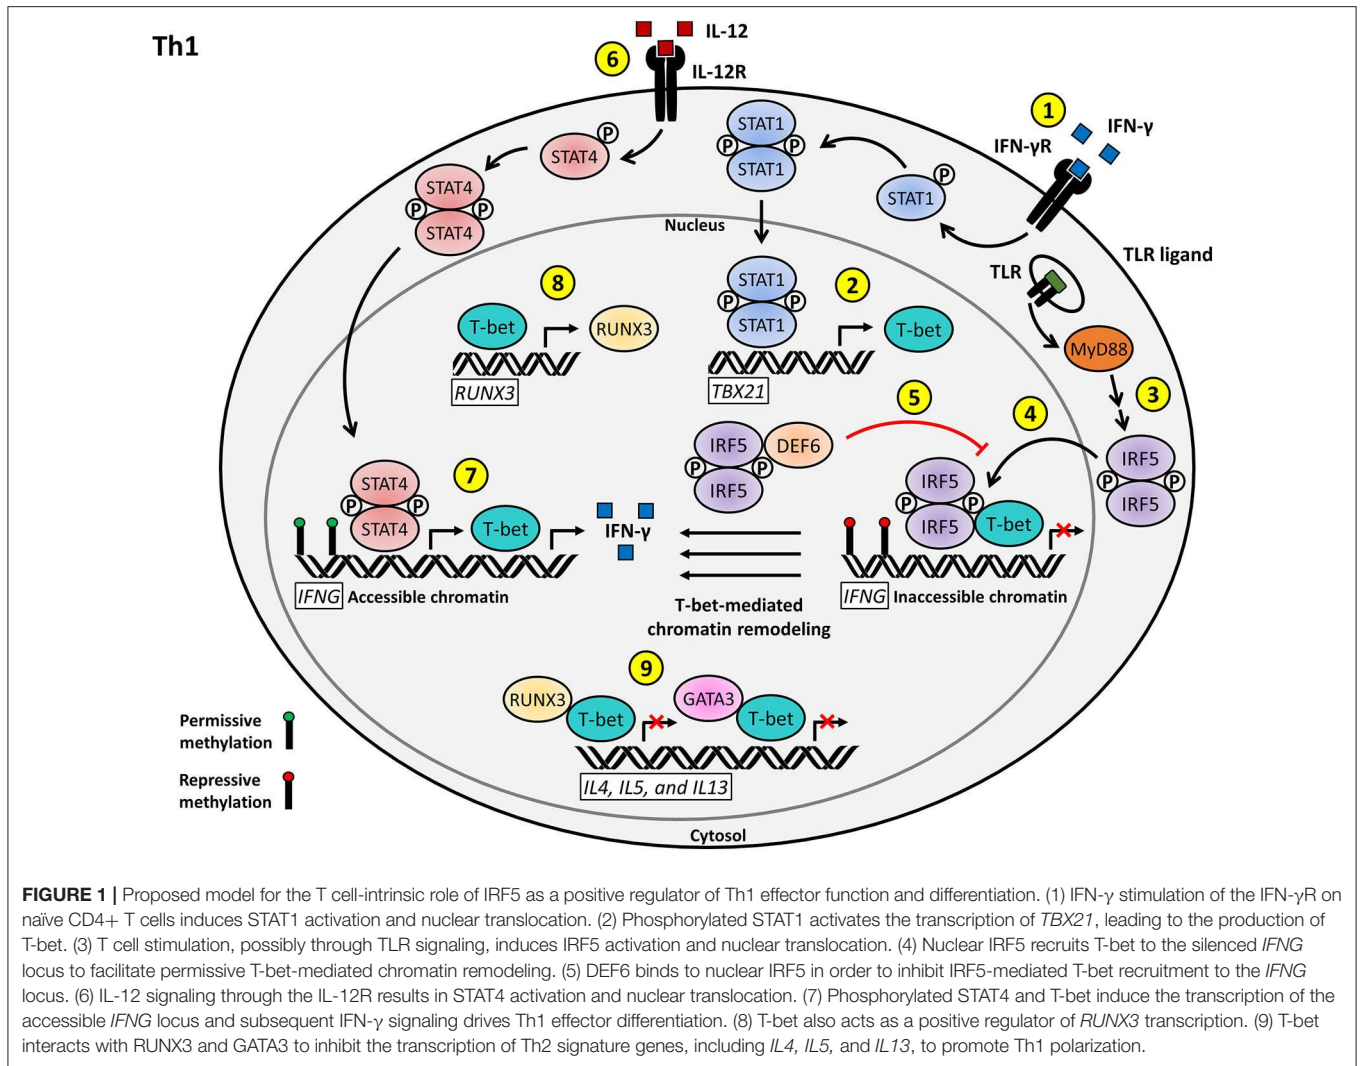 Th1
IL-12
6
IL-12R
1
IFN-γ
IFN-γR
STAT1
P P
STAT1
P
STAT4
P
STAT1
STAT4
P P
STAT4
Nucleus
TLR ligand
TLR
8
2
STAT1
P P
STAT1
T-bet
RUNX3
T-bet
MyD88
RUNX3
TBX21
3
5
4
IRF5
DEF6
P P
IRF5
IRF5
P P
IRF5
7
STAT4
P P
STAT4
T-bet
IFN-γ
IRF5
P P
IRF5
T-bet
IFNG Accessible chromatin
IFNG Inaccessible chromatin
T-bet-mediated
chromatin remodeling
9
RUNX3
T-bet
GATA3
T-bet
IL4, IL5, and IL13
Permissive
methylation
Repressive
methylation
Cytosol
FIGURE 1 | Proposed model for the T cell-intrinsic role of IRF5 as a positive regulator of Th1 effector function and differentiation. (1) IFN-γ stimulation of the IFN-γR on
naïve CD4+ T cells induces STAT1 activation and nuclear translocation. (2) Phosphorylated STAT1 activates the transcription of TBX21, leading to the production of
T-bet. (3) T cell stimulation, possibly through TLR signaling, induces IRF5 activation and nuclear translocation. (4) Nuclear IRF5 recruits T-bet to the silenced IFNG
locus to facilitate permissive T-bet-mediated chromatin remodeling. (5) DEF6 binds to nuclear IRF5 in order to inhibit IRF5-mediated T-bet recruitment to the IFNG
locus. (6) IL-12 signaling through the IL-12R results in STAT4 activation and nuclear translocation. (7) Phosphorylated STAT4 and T-bet induce the transcription of the
accessible IFNG locus and subsequent IFN-γ signaling drives Th1 effector differentiation. (8) T-bet also acts as a positive regulator of RUNX3 transcription. (9) T-bet
interacts with RUNX3 and GATA3 to inhibit the transcription of Th2 signature genes, including IL4, IL5, and IL13, to promote Th1 polarization.